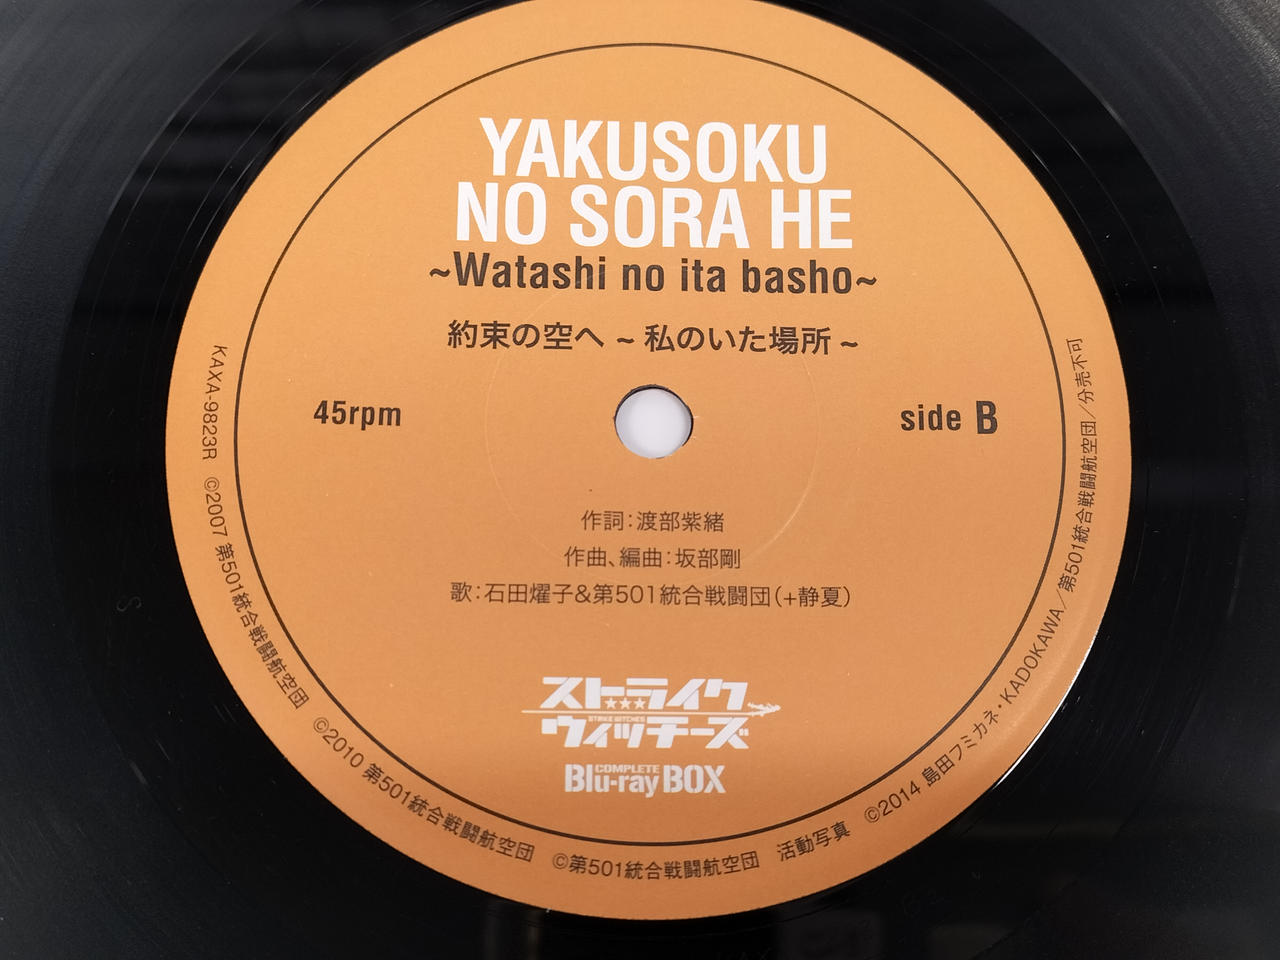 YAKUSOKU
NO SORA HE
~Watashi no ita basho~
約束の空へ ~ 私のいた場所 ~
45rpm
side B
作詞:渡部紫緒
作曲、編曲:坂部剛
歌:石田燿子&第501統合戦闘団(+静夏)
ストライク
STRIKE WITCHES
ウィッチーズ
COMPLETE
Blu-ray BOX
KAXA-9823R ©2007 第501統合戦闘航空団 ©2010 第501統合戦闘航空団 ©第501統合戦闘航空団 活動写真 ©2014 島田フミカネ・KADOKAWA/第501統合戦闘航空団/分売不可